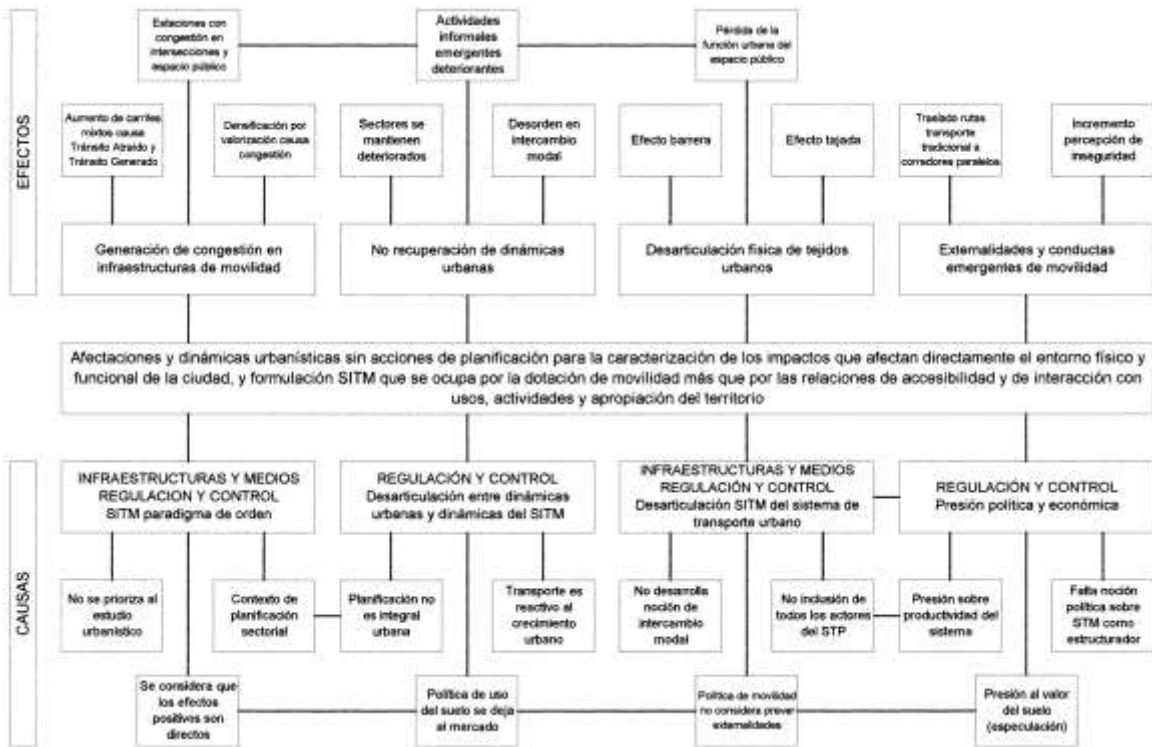 EFECTOS
Estaciones con
congestión en
intersecciones y
espacio público
Actividades
informales
emergentes
deteriorantes
Pérdida de la
función urbana del
espacio público
Aumento de carriles
mixtos causa
Tránsito Atraído y
Tránsito Generado
Densificación por
valorización causa
congestión
Sectores se
mantienen
deteriorados
Desorden en
intercambio
modal
Efecto barrera
Efecto tajada
Traslado rutas
transporte
tradicional a
corredores paralelos
Incremento
percepción de
inseguridad
Generación de congestión en
infraestructuras de movilidad
No recuperación de dinámicas
urbanas
Desarticulación física de tejidos
urbanos
Externalidades y conductas
emergentes de movilidad
Afectaciones y dinámicas urbanísticas sin acciones de planificación para la caracterización de los impactos que afectan directamente el entorno físico y
funcional de la ciudad, y formulación SITM que se ocupa por la dotación de movilidad más que por las relaciones de accesibilidad y de interacción con
usos, actividades y apropiación del territorio
CAUSAS
INFRAESTRUCTURAS Y MEDIOS
REGULACION Y CONTROL
SITM paradigma de orden
REGULACIÓN Y CONTROL
Desarticulación entre dinámicas
urbanas y dinámicas del SITM
INFRAESTRUCTURAS Y MEDIOS
REGULACIÓN Y CONTROL
Desarticulación SITM del sistema de
transporte urbano
REGULACIÓN Y CONTROL
Presión política y económica
No se prioriza al
estudio
urbanístico
Contexto de
planificación
sectorial
Planificación no
es integral
urbana
Transporte es
reactivo al
crecimiento
urbano
No desarrolla
noción de
intercambio
modal
No inclusión de
todos los actores
del STP
Presión sobre
productividad del
sistema
Falta noción
política sobre
STM como
estructurador
Se considera que
los efectos
positivos son
directos
Política de uso
del suelo se deja
al mercado
Política de movilidad
no considera prever
externalidades
Presión al valor
del suelo
(especulación)